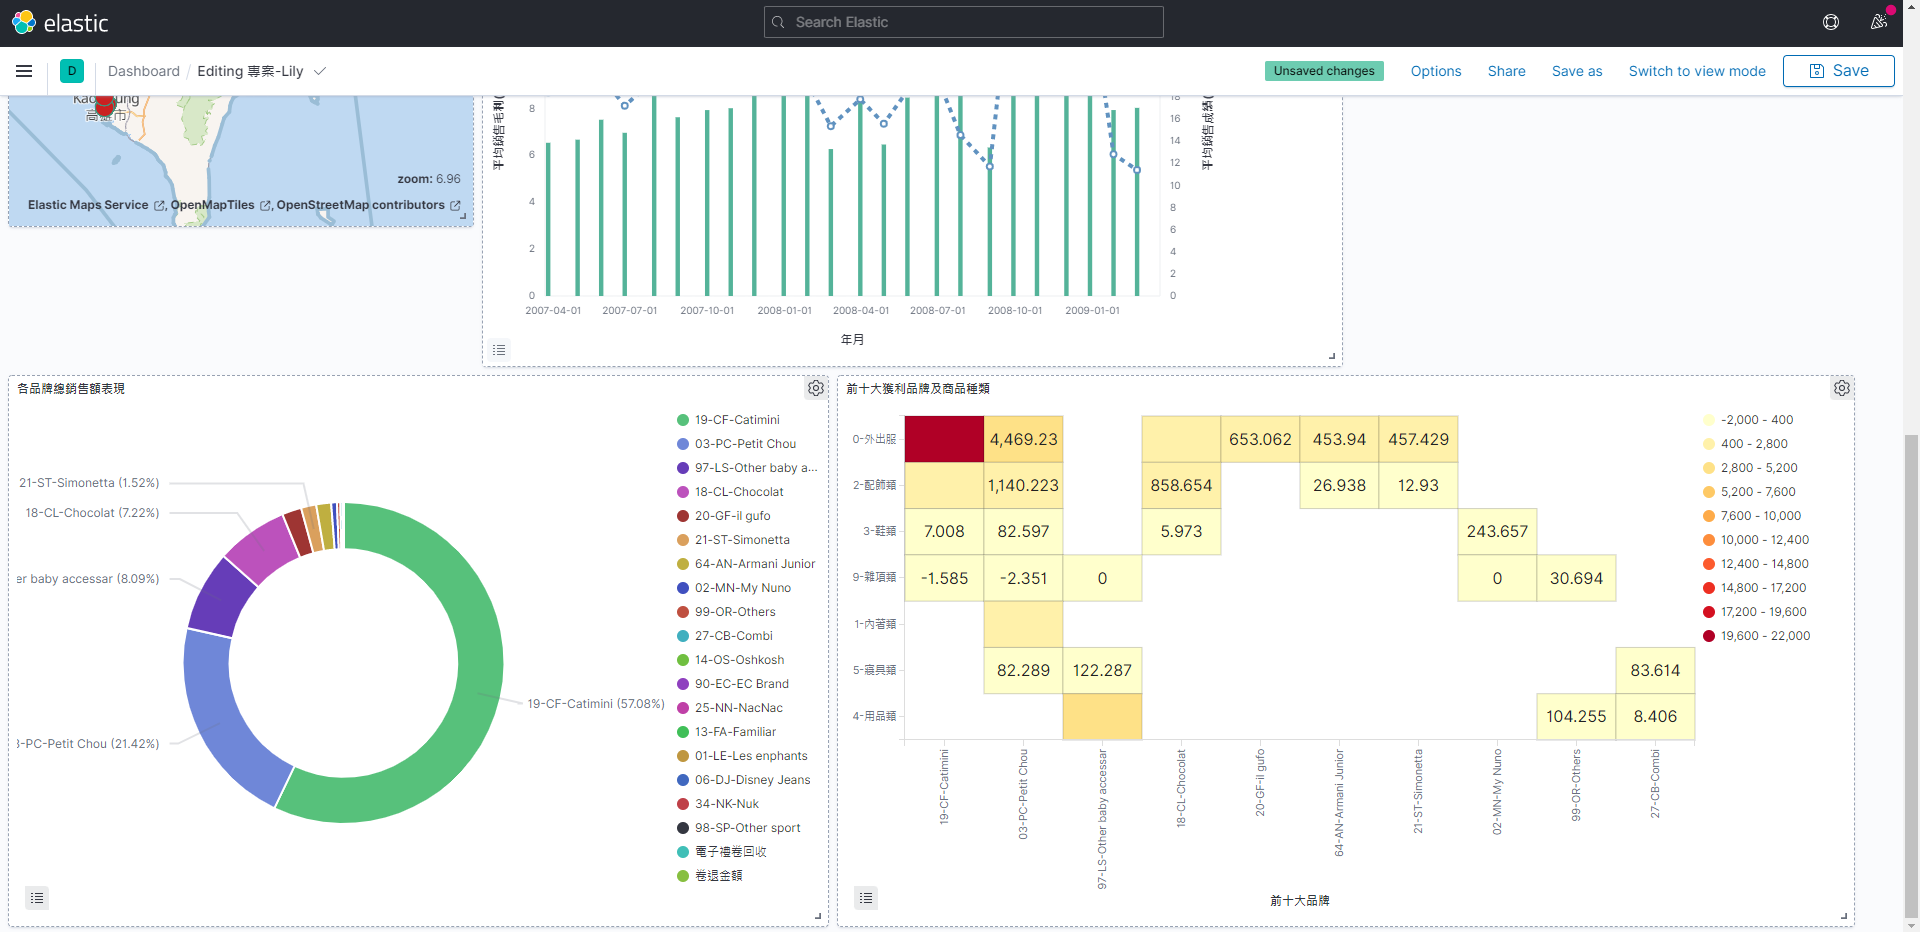 elastic
Search Elastic
D
Dashboard / Editing 專案-Lily
Unsaved changes
Options
Share
Save as
Switch to view mode
Save
高雄市
zoom: 6.96
Elastic Maps Service , OpenMapTiles , OpenStreetMap contributors
平均銷售毛利(
8
6
4
2
0
2007-04-01
2007-07-01
2007-10-01
2008-01-01
2008-04-01
2008-07-01
2008-10-01
2009-01-01
年月
18
16
14
12
10
8
6
4
2
0
平均銷售成績(
各品牌總銷售額表現
21-ST-Simonetta (1.52%)
18-CL-Chocolat (7.22%)
er baby accessar (8.09%)
3-PC-Petit Chou (21.42%)
19-CF-Catimini (57.08%)
19-CF-Catimini
03-PC-Petit Chou
97-LS-Other baby a...
18-CL-Chocolat
20-GF-il gufo
21-ST-Simonetta
64-AN-Armani Junior
02-MN-My Nuno
99-OR-Others
27-CB-Combi
14-OS-Oshkosh
90-EC-EC Brand
25-NN-NacNac
13-FA-Familiar
01-LE-Les enphants
06-DJ-Disney Jeans
34-NK-Nuk
98-SP-Other sport
電子禮卷回收
卷退金額
前十大獲利品牌及商品種類
0-外出服 4,469.23 653.062 453.94 457.429
2-配飾類 1,140.223 858.654 26.938 12.93
3-鞋類 7.008 82.597 5.973 243.657
9-雜項類 -1.585 -2.351 0 0 30.694
1-內著類
5-寢具類 82.289 122.287 83.614
4-用品類 104.255 8.406
19-CF-Catimini
03-PC-Petit Chou
97-LS-Other baby accessar
18-CL-Chocolat
20-GF-il gufo
64-AN-Armani Junior
21-ST-Simonetta
02-MN-My Nuno
99-OR-Others
27-CB-Combi
前十大品牌
-2,000 - 400
400 - 2,800
2,800 - 5,200
5,200 - 7,600
7,600 - 10,000
10,000 - 12,400
12,400 - 14,800
14,800 - 17,200
17,200 - 19,600
19,600 - 22,000